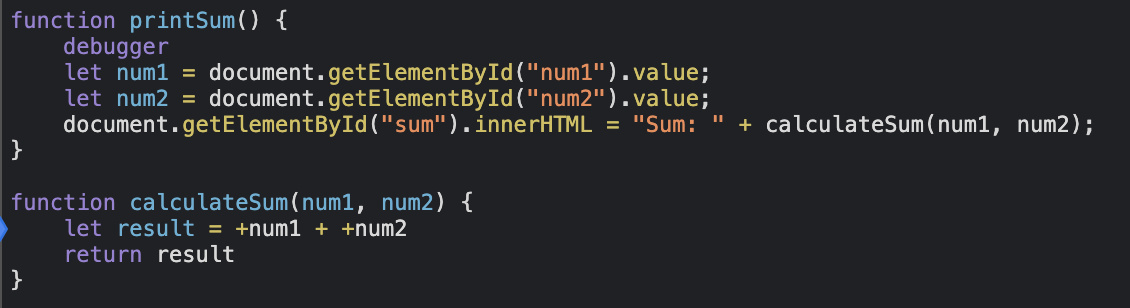 function printSum() {
    debugger
    let num1 = document.getElementById("num1").value;
    let num2 = document.getElementById("num2").value;
    document.getElementById("sum").innerHTML = "Sum: " + calculateSum(num1, num2);
}

function calculateSum(num1, num2) {
    let result = +num1 + +num2
    return result
}